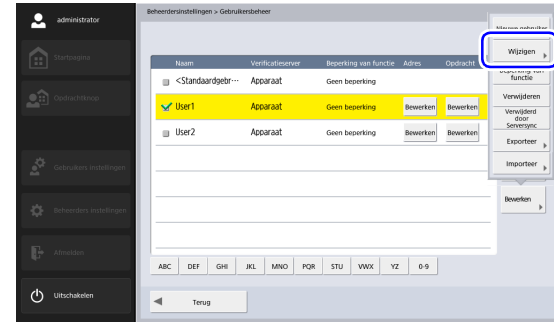 administrator
Beheerdersinstellingen > Gebruikersbeheer
Startpagina
Opdrachtknop
Gebruikers Instellingen
Beheerders Instellingen
Afmelden
Uitschakelen
Naam Verificatieserver Beperking van functie Adres Opdracht
<Standaardgebr··· Apparaat Geen beperking
User1 Apparaat Geen beperking Bewerken Bewerken
User2 Apparaat Geen beperking Bewerken Bewerken
ABC DEF GHI JKL MNO PQR STU VWX YZ 0-9
Terug
Nieuwe gebruiker
Wijzigen
Beperking van
functie
Verwijderen
Verwijderd
door
Serversync
Exporteer
Importeer
Bewerken